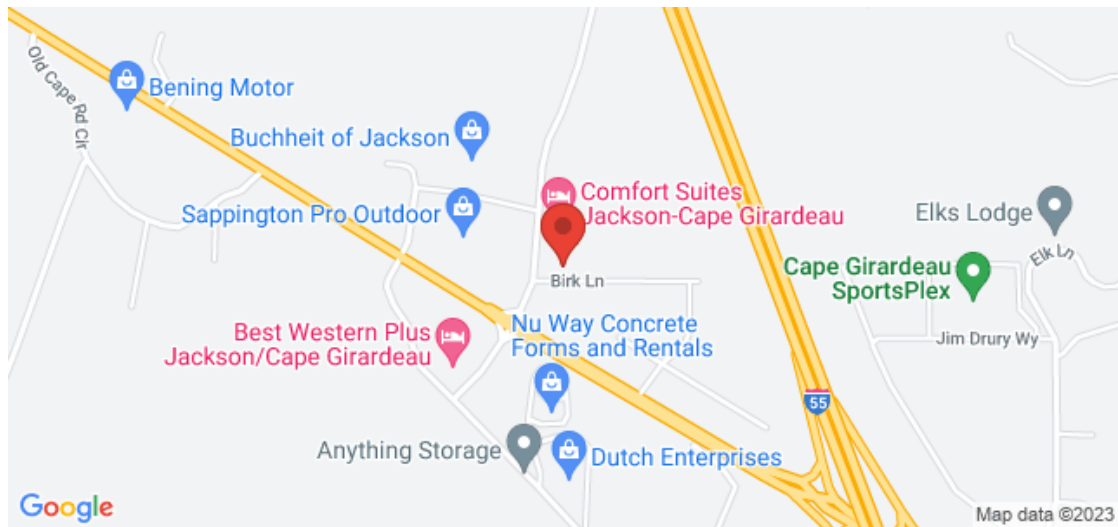 Old Cape Rd Cir
Bening Motor
Buchheit of Jackson
Comfort Suites
Jackson-Cape Girardeau
Sappington Pro Outdoor
Elks Lodge
Elk Ln
Cape Girardeau
SportsPlex
Birk Ln
Nu Way Concrete
Forms and Rentals
Best Western Plus
Jackson/Cape Girardeau
Jim Drury Wy
55
Anything Storage
Dutch Enterprises
Google
Map data ©2023